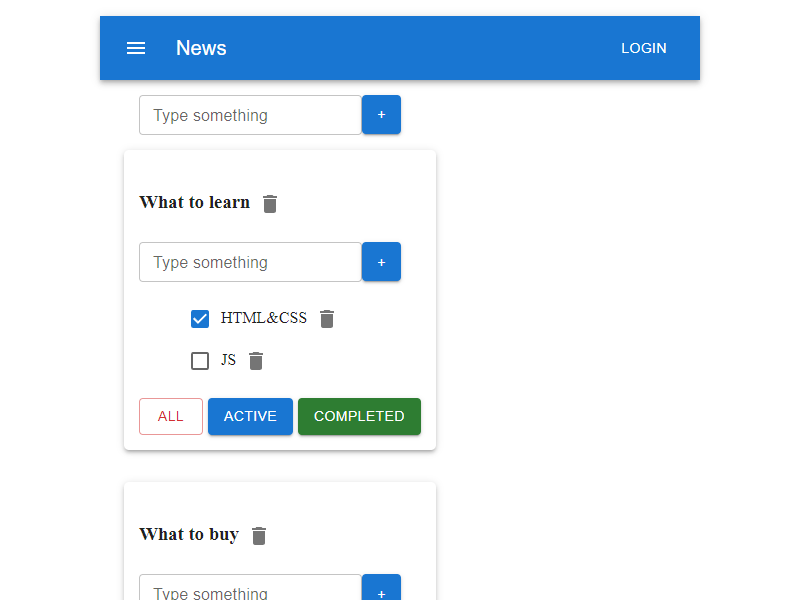 News LOGIN
Type something +
What to learn
Type something +
HTML&CSS
JS
ALL ACTIVE COMPLETED
What to buy
Type something +